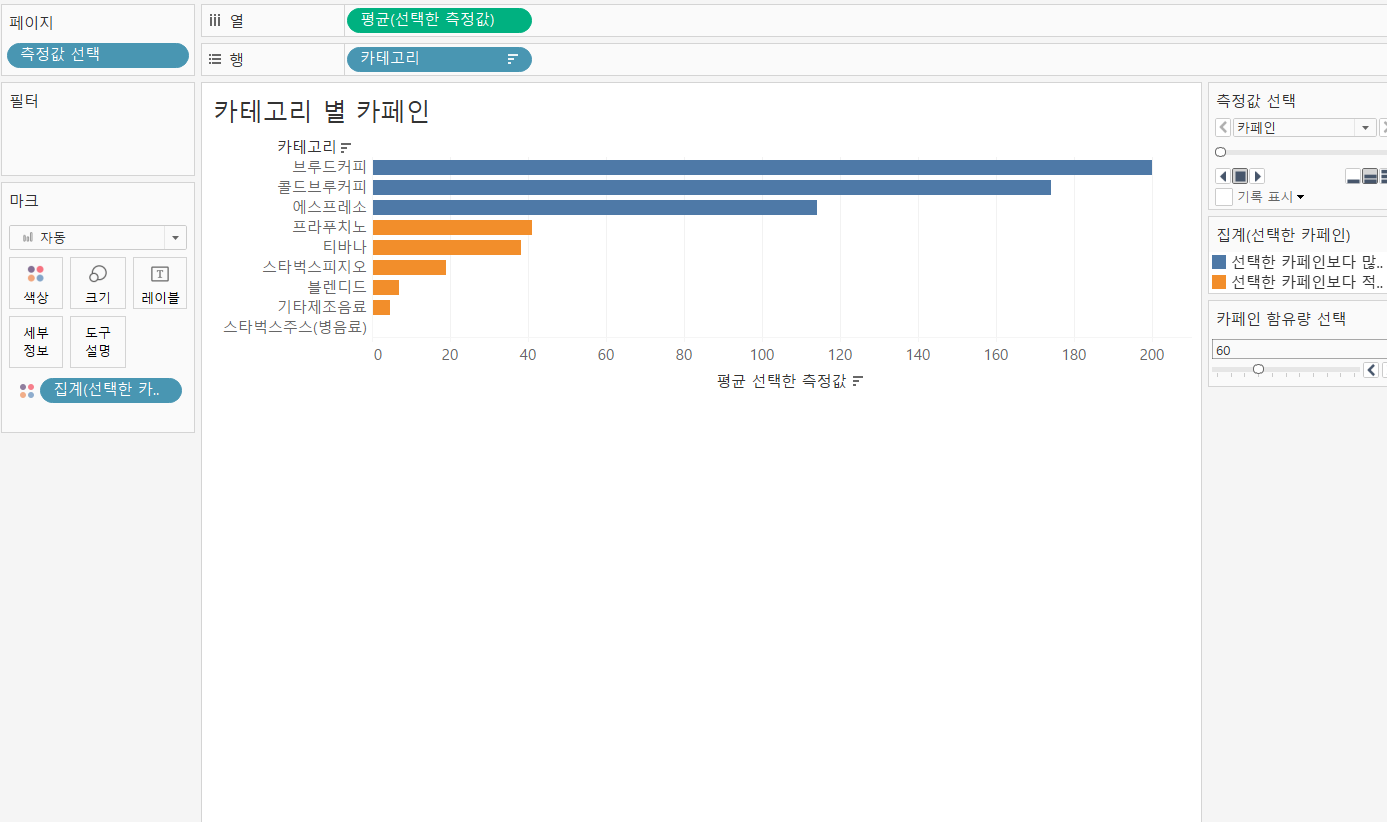 페이지
측정값 선택
필터
마크
자동
색상
크기
레이블
세부
정보
도구
설명
집계(선택한 카..
열
평균(선택한 측정값)
행
카테고리
카테고리 별 카페인
카테고리
브루드커피
콜드브루커피
에스프레소
프라푸치노
티바나
스타벅스피지오
블렌디드
기타제조음료
스타벅스주스(병음료)
0 20 40 60 80 100 120 140 160 180 200
평균 선택한 측정값
측정값 선택
카페인
기록 표시
집계(선택한 카페인)
선택한 카페인보다 많..
선택한 카페인보다 적..
카페인 함유량 선택
60